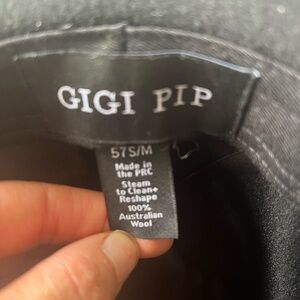 GIGI PIP
57S/M
Made in
the PRC
Steam
to Clean+
Reshape
100%
Australian
Wool